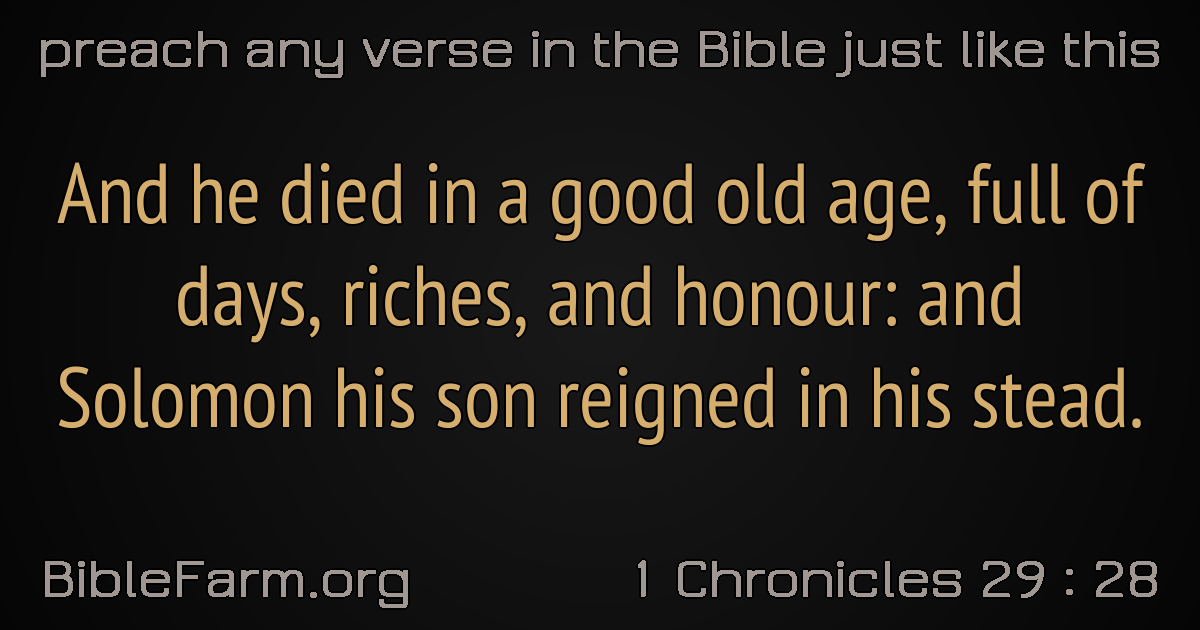 preach any verse in the Bible just like this
And he died in a good old age, full of
days, riches, and honour: and
Solomon his son reigned in his stead.
BibleFarm.org
1 Chronicles 29 : 28